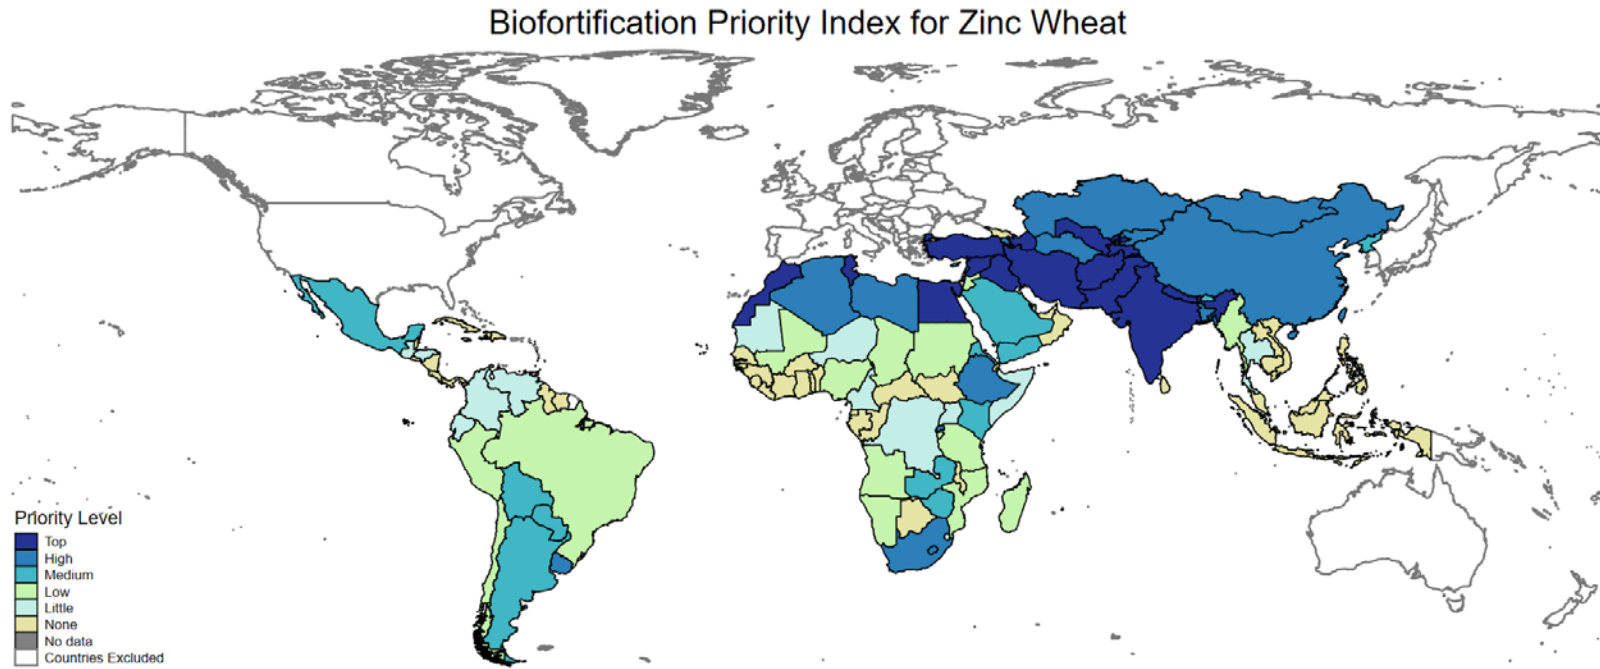 Biofortification Priority Index for Zinc Wheat
Priority Level
Top
High
Medium
Low
Little
None
No data
Countries Excluded